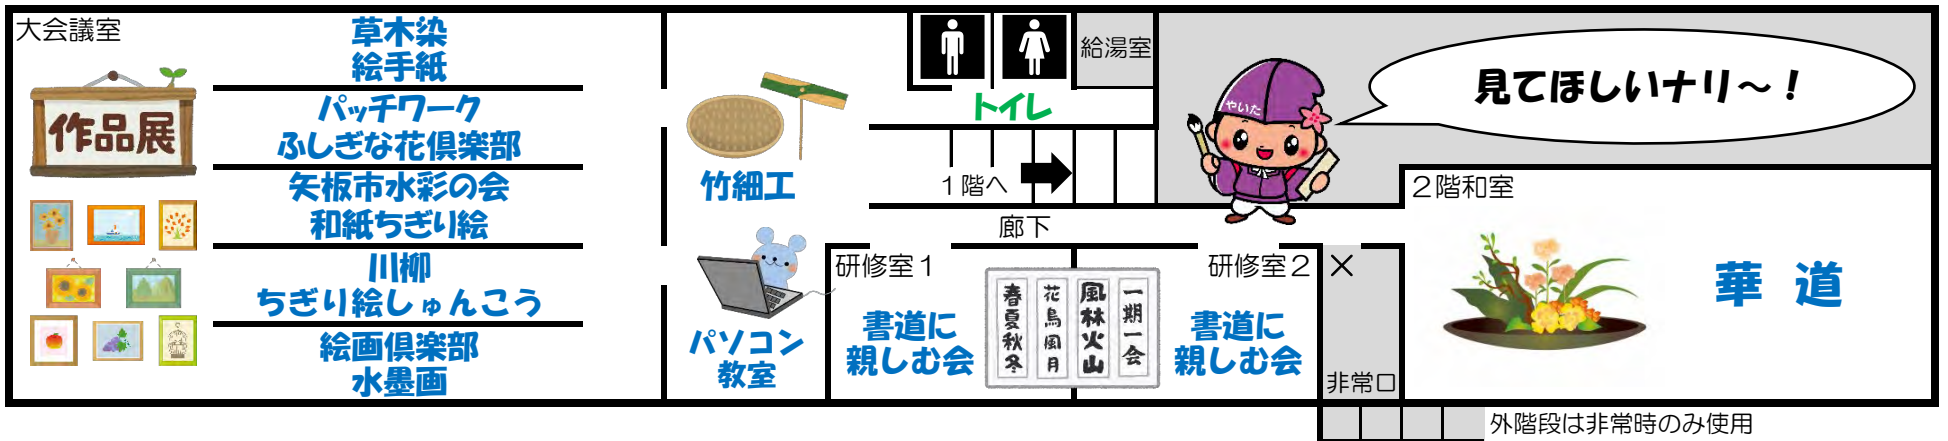 大会議室
作品展
草木染
絵手紙
パッチワーク
ふしぎな花倶楽部
矢板市水彩の会
和紙ちぎり絵
川柳
ちぎり絵しゅんこう
絵画倶楽部
水墨画
竹細工
パソコン
教室
トイレ
給湯室
1階へ
廊下
やいた
見てほしいナリ～！
研修室1
書道に
親しむ会
春夏秋冬
花鳥風月
風林火山
一期一会
研修室2
書道に
親しむ会
×
非常口
2階和室
華 道
外階段は非常時のみ使用